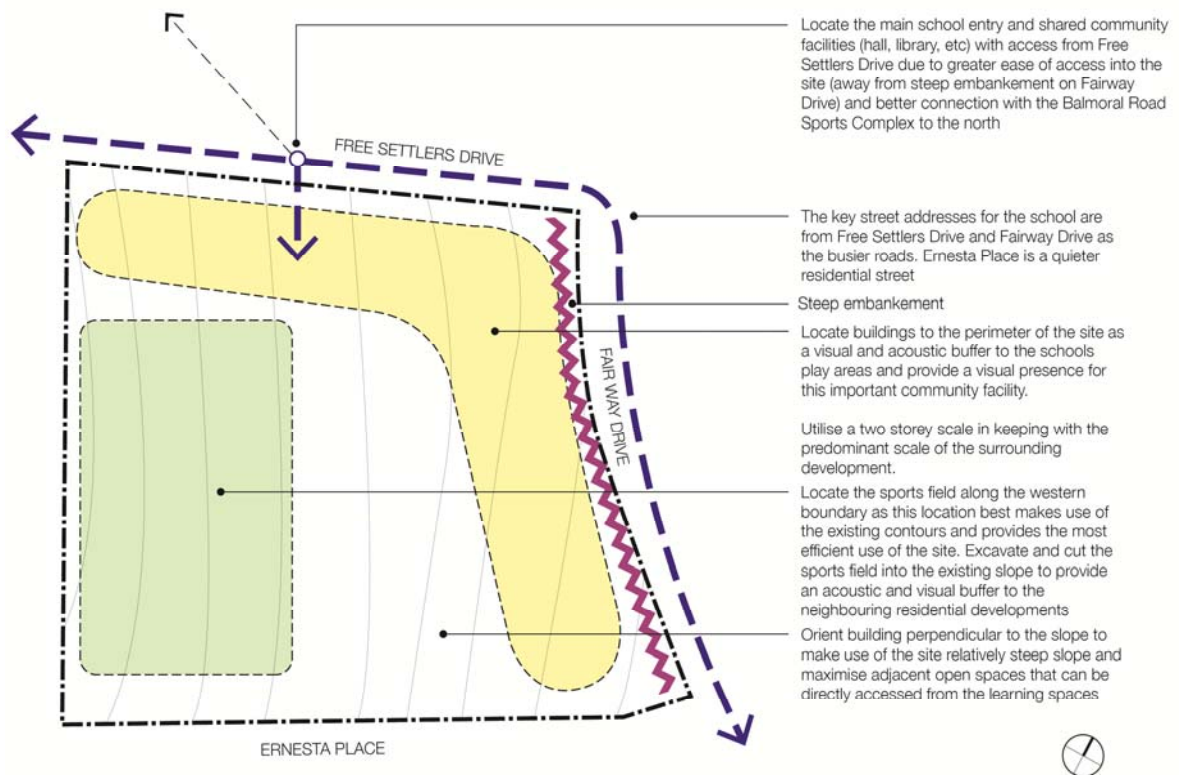 Locate the main school entry and shared community
facilities (hall, library, etc) with access from Free
Settlers Drive due to greater ease of access into the
site (away from steep embankment on Fairway
Drive) and better connection with the Balmoral Road
Sports Complex to the north
FREE SETTLERS DRIVE
The key street addresses for the school are
from Free Settlers Drive and Fairway Drive as
the busier roads. Ernesta Place is a quieter
residential street
Steep embankement
Locate buildings to the perimeter of the site as
a visual and acoustic buffer to the schools
play areas and provide a visual presence for
this important community facility.
FAIR WAY DRIVE
Utilise a two storey scale in keeping with the
predominant scale of the surrounding
development.
Locate the sports field along the western
boundary as this location best makes use of
the existing contours and provides the most
efficient use of the site. Excavate and cut the
sports field into the existing slope to provide
an acoustic and visual buffer to the
neighbouring residential developments
Orient building perpendicular to the slope to
make use of the site relatively steep slope and
maximise adjacent open spaces that can be
directly accessed from the learning spaces
ERNESTA PLACE